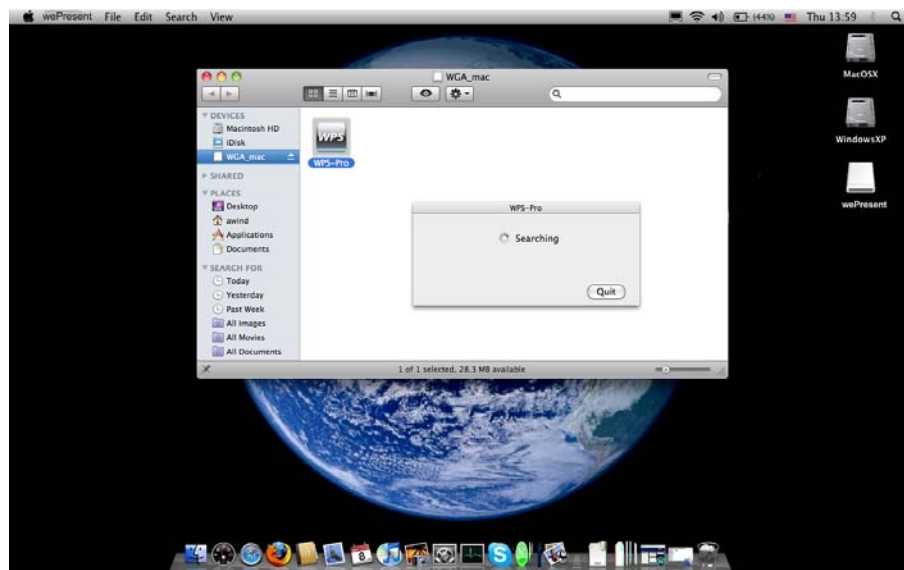 wePresent File Edit Search View (44%) Thu 13:59
WGA_mac
DEVICES
Macintosh HD
iDisk
WGA_mac
SHARED
PLACES
Desktop
awind
Applications
Documents
SEARCH FOR
Today
Yesterday
Past Week
All Images
All Movies
All Documents
WPS
WPS-Pro
WPS-Pro
Searching
Quit
1 of 1 selected, 28.3 MB available
MacOSX
WindowsXP
wePresent
8